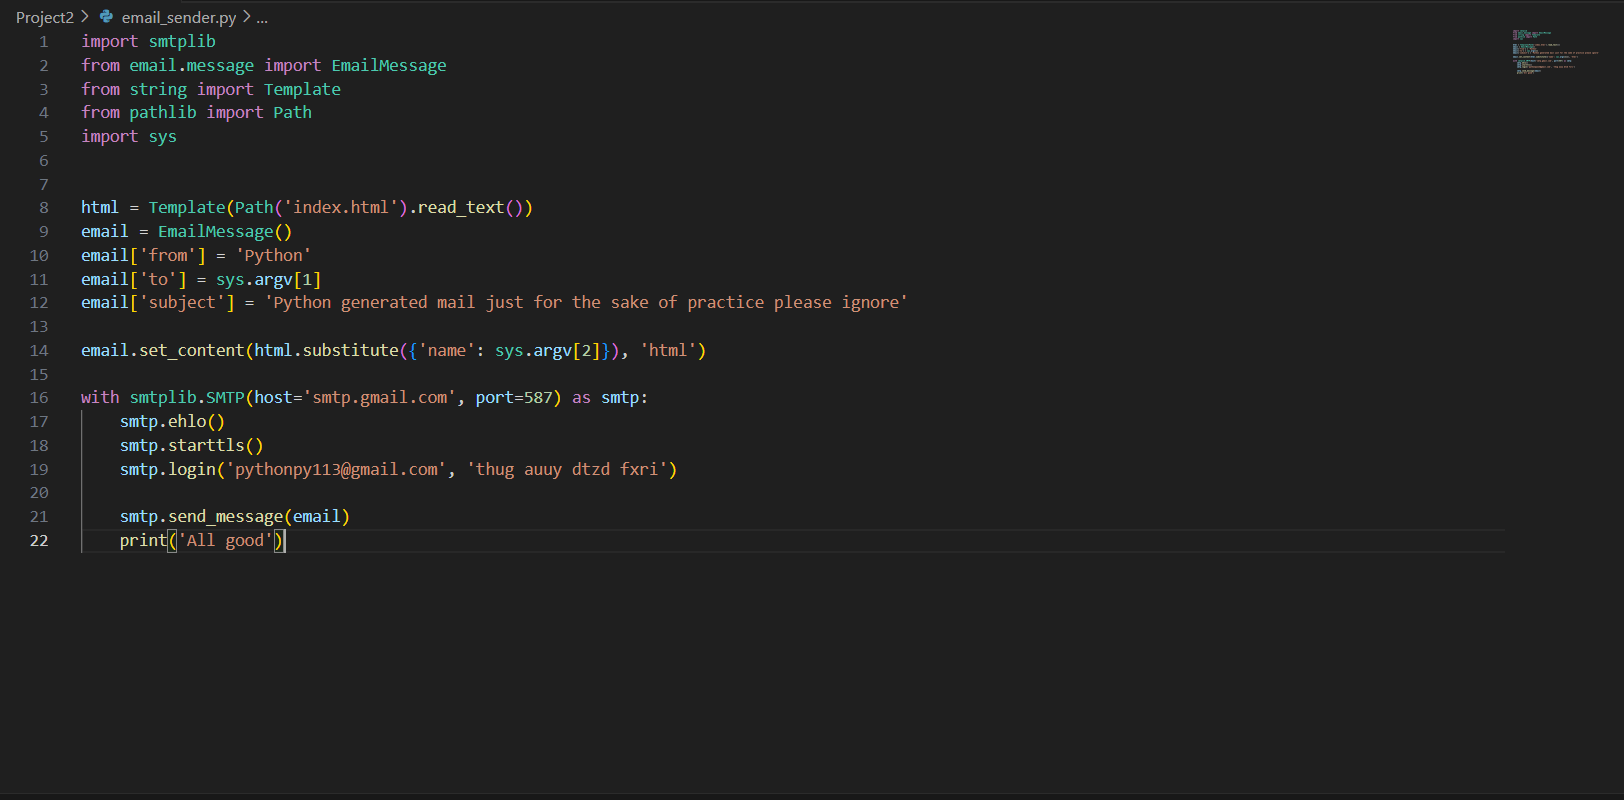 Project2 > email_sender.py > ...
1 import smtplib
2 from email.message import EmailMessage
3 from string import Template
4 from pathlib import Path
5 import sys
6
7
8 html = Template(Path('index.html').read_text())
9 email = EmailMessage()
10 email['from'] = 'Python'
11 email['to'] = sys.argv[1]
12 email['subject'] = 'Python generated mail just for the sake of practice please ignore'
13
14 email.set_content(html.substitute({'name': sys.argv[2]}), 'html')
15
16 with smtplib.SMTP(host='smtp.gmail.com', port=587) as smtp:
17     smtp.ehlo()
18     smtp.starttls()
19     smtp.login('pythonpy113@gmail.com', 'thug auuy dtzd fxri')
20
21     smtp.send_message(email)
22     print('All good')